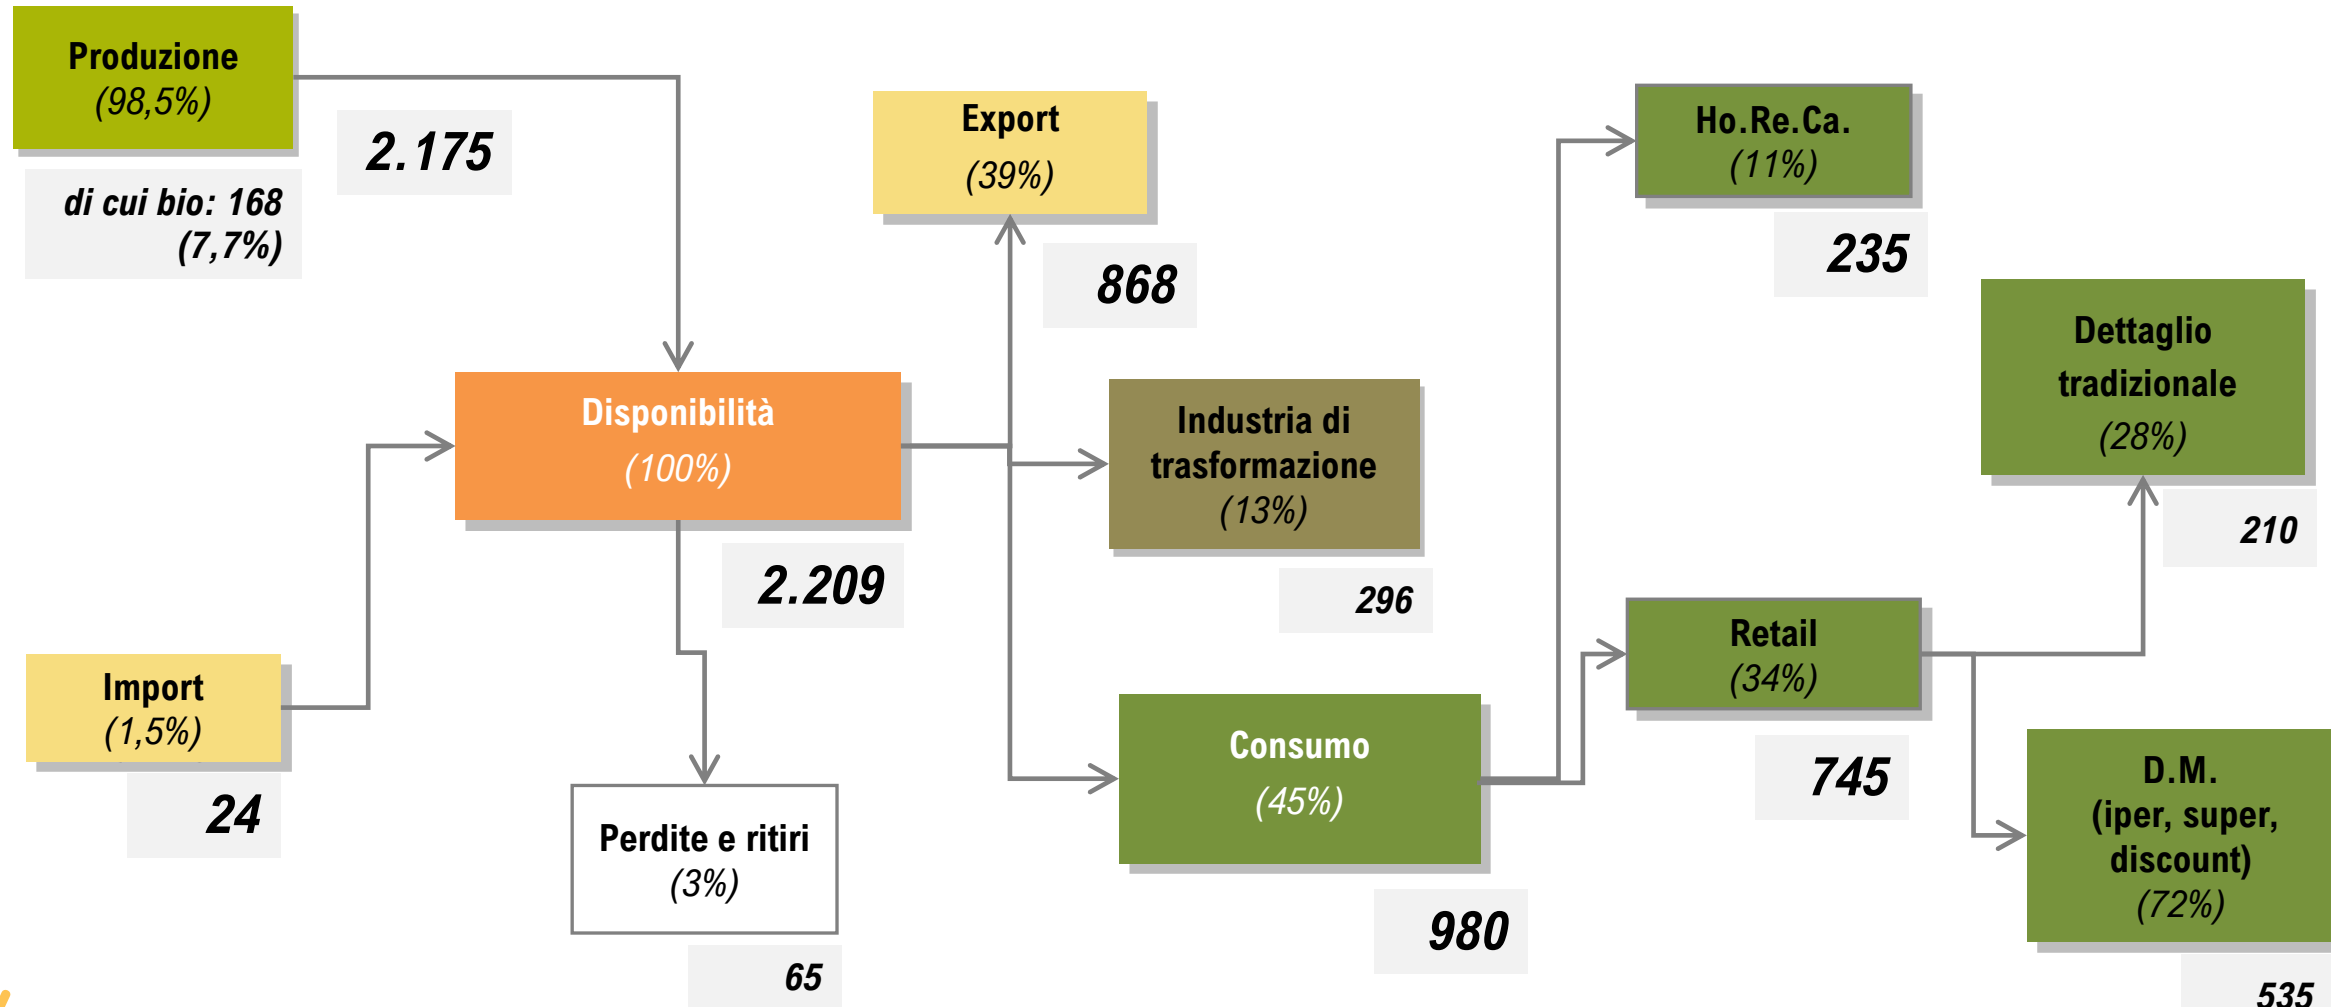 Produzione
(98,5%)
di cui bio: 168
(7,7%)
2.175
Import
(1,5%)
24
Disponibilità
(100%)
2.209
Perdite e ritiri
(3%)
65
Export
(39%)
868
Industria di
trasformazione
(13%)
296
Consumo
(45%)
980
Ho.Re.Ca.
(11%)
235
Retail
(34%)
745
Dettaglio
tradizionale
(28%)
210
D.M.
(iper, super,
discount)
(72%)
535